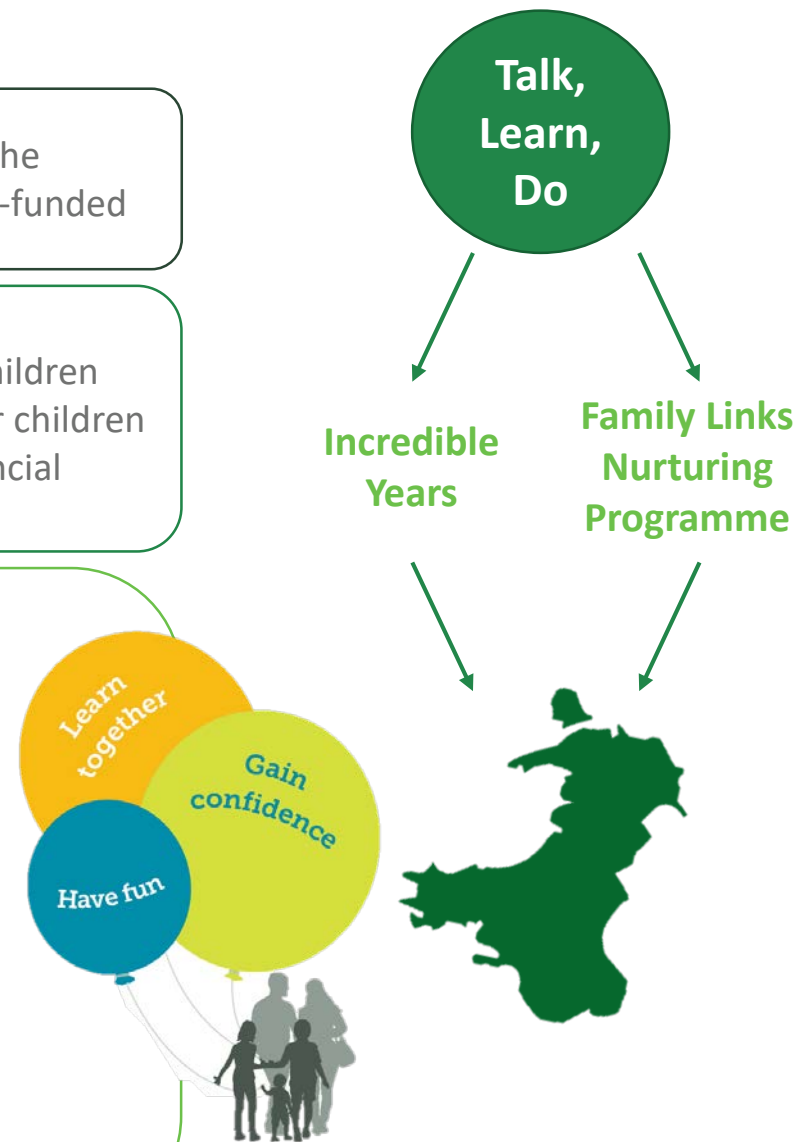 he
-funded
hildren
r children
ncial
Talk,
Learn,
Do
Incredible
Years
Family Links
Nurturing
Programme
Learn
together
Gain
confidence
Have fun